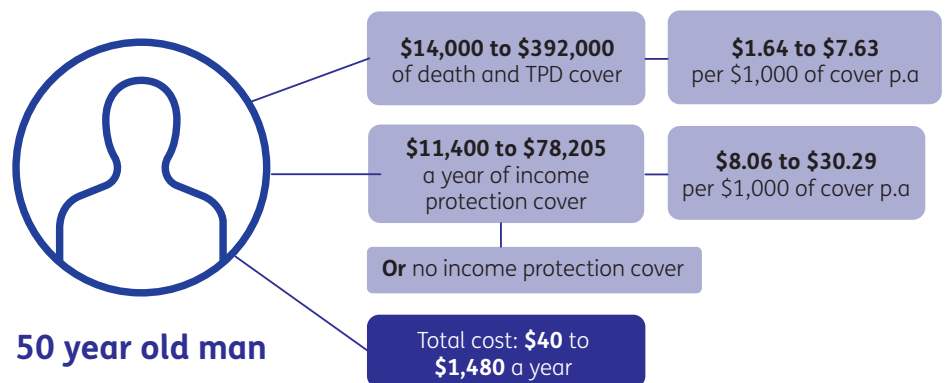 $14,000 to $392,000
of death and TPD cover
$1.64 to $7.63
per $1,000 of cover p.a
$11,400 to $78,205
a year of income
protection cover
$8.06 to $30.29
per $1,000 of cover p.a
Or no income protection cover
Total cost: $40 to
$1,480 a year
50 year old man